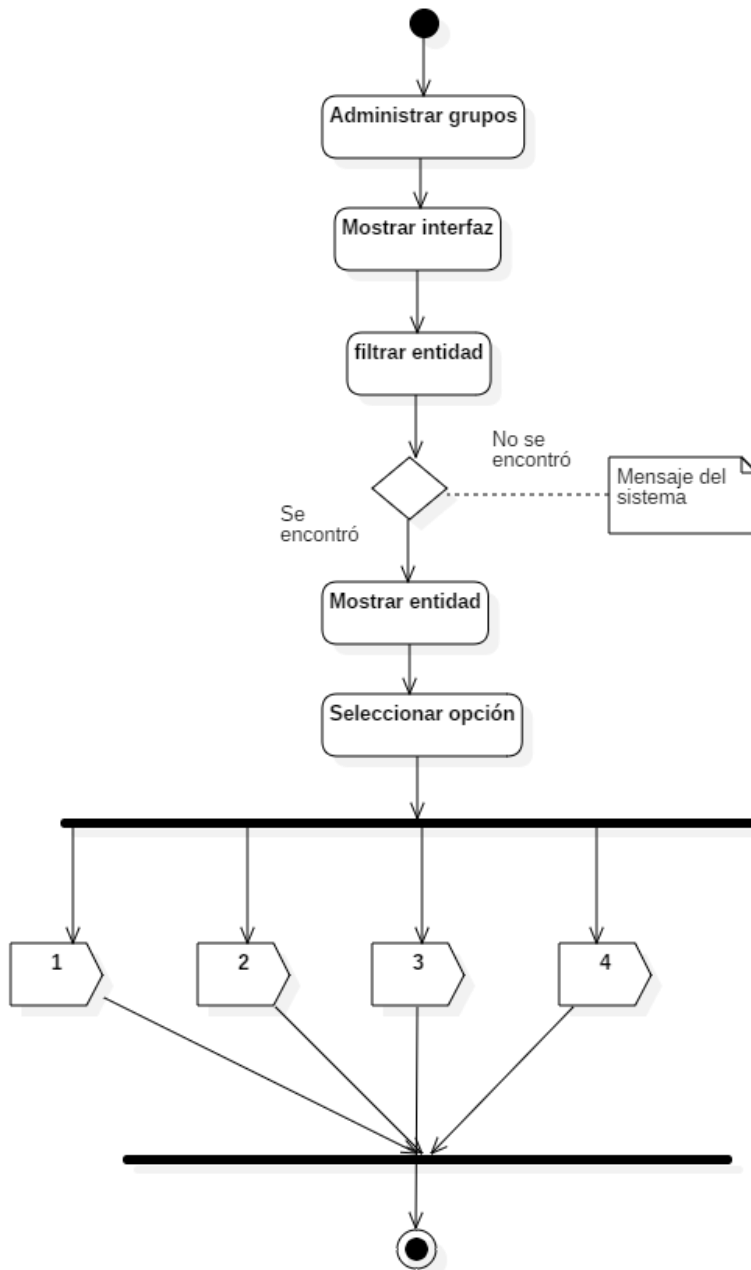 Administrar grupos
Mostrar interfaz
filtrar entidad
No se
encontró
Mensaje del
sistema
Se
encontró
Mostrar entidad
Seleccionar opción
1
2
3
4